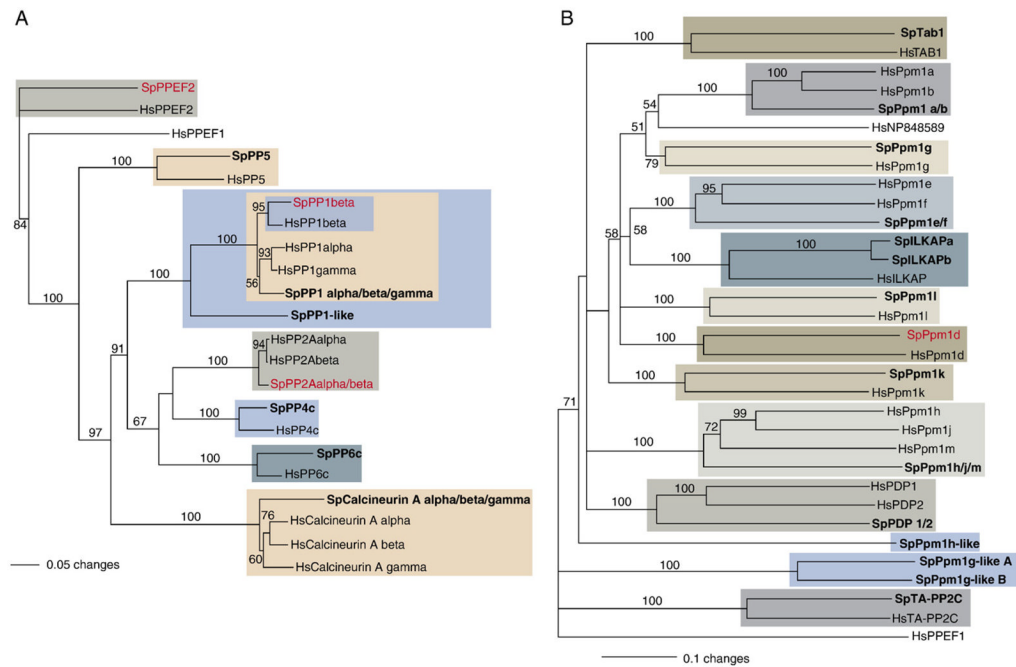 A
SpPPEF2
HsPPEF2
HsPPEF1
84
100
SpPP5
HsPP5
100
95
SpPP1beta
HsPP1beta
100
93
HsPP1alpha
HsPP1gamma
56
SpPP1 alpha/beta/gamma
100
SpPP1-like
91
94
HsPP2Aalpha
HsPP2Abeta
100
SpPP2Aalpha/beta
67
100
SpPP4c
HsPP4c
97
100
SpPP6c
HsPP6c
100
SpCalcineurin A alpha/beta/gamma
76
HsCalcineurin A alpha
HsCalcineurin A beta
60
HsCalcineurin A gamma
0.05 changes
B
100
SpTab1
HsTAB1
100
100
HsPpm1a
HsPpm1b
SpPpm1 a/b
54
HsNP848589
51
79
SpPpm1g
HsPpm1g
95
HsPpm1e
HsPpm1f
100
SpPpm1e/f
58
58
100
100
SpILKAPa
SpILKAPb
HsILKAP
100
SpPpm1l
HsPpm1l
100
SpPpm1d
HsPpm1d
100
SpPpm1k
HsPpm1k
71
99
HsPpm1h
HsPpm1j
72
HsPpm1m
100
SpPpm1h/j/m
100
100
HsPDP1
HsPDP2
SpPDP 1/2
SpPpm1h-like
100
SpPpm1g-like A
SpPpm1g-like B
100
SpTA-PP2C
HsTA-PP2C
HsPPEF1
0.1 changes